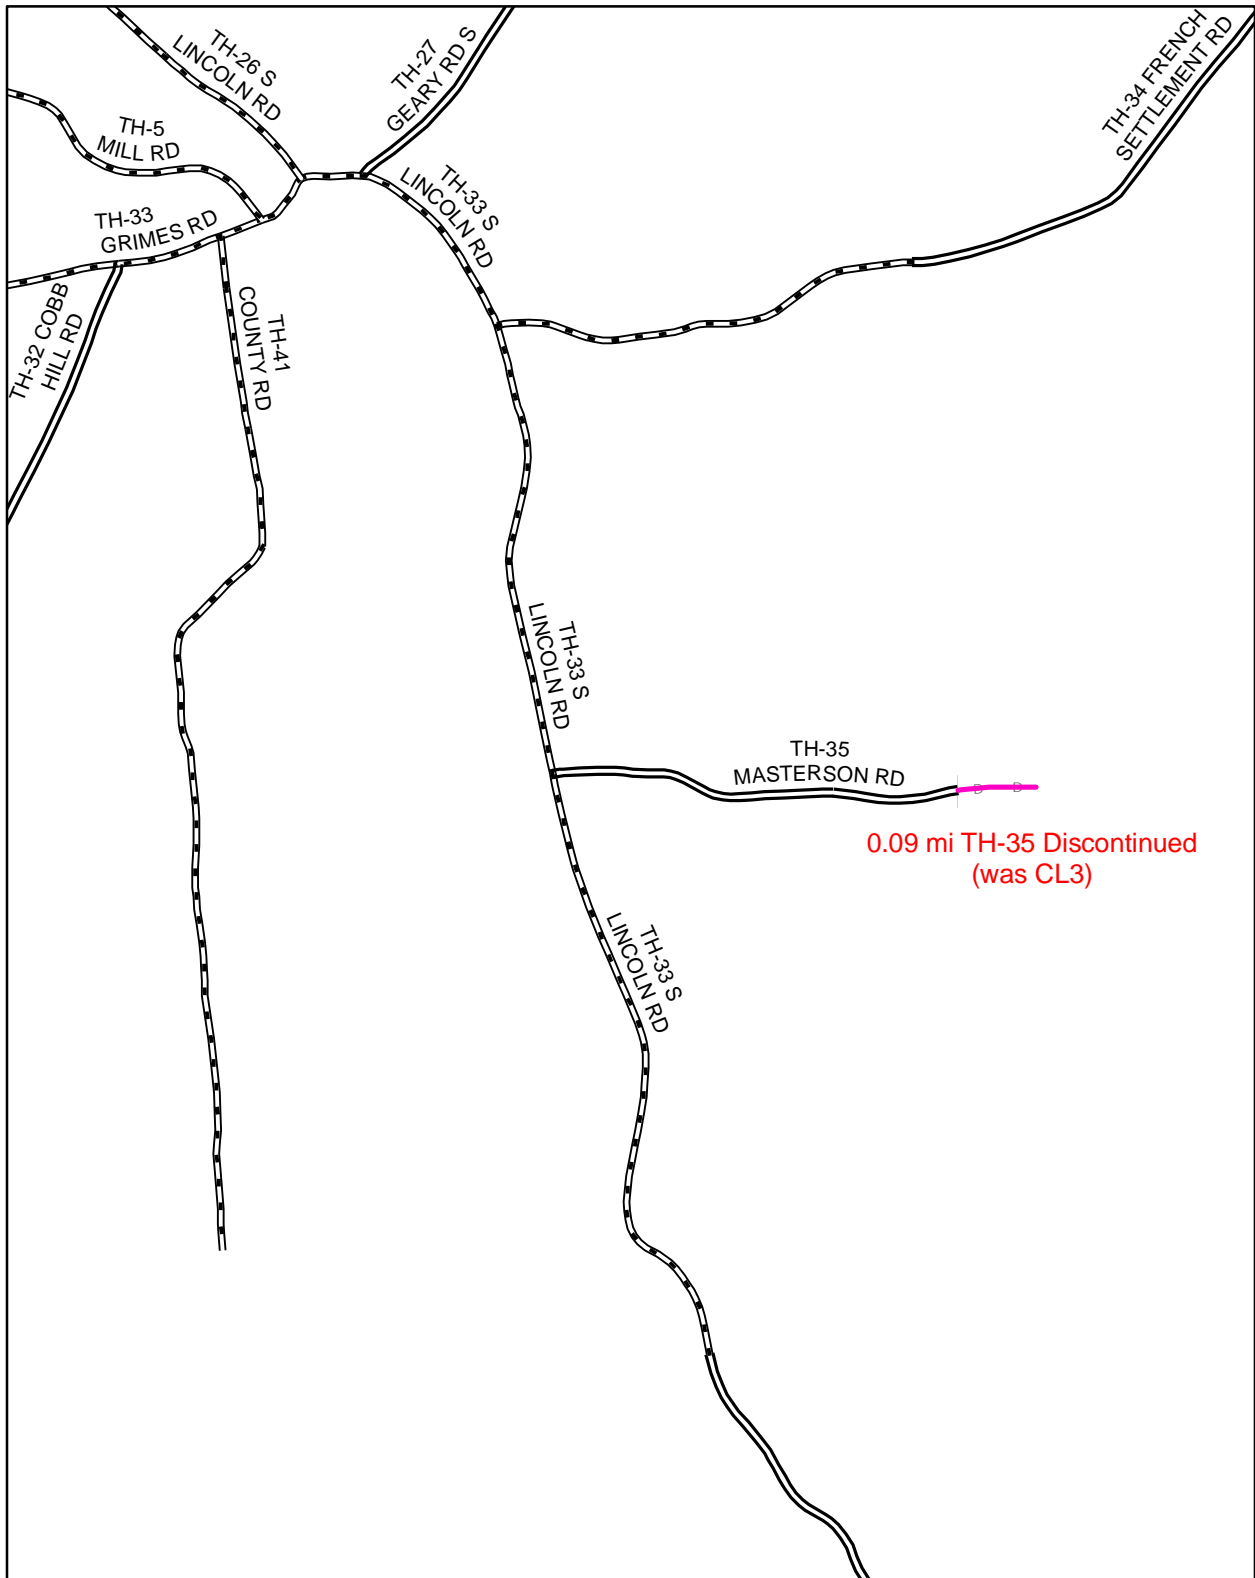 TH-26 S
LINCOLN RD
TH-27
GEARY RD S
TH-34 FRENCH
SETTLEMENT RD
TH-5
MILL RD
TH-33
GRIMES RD
TH-33 S
LINCOLN RD
TH-32 COBB
HILL RD
TH-41
COUNTY RD
TH-33 S
LINCOLN RD
TH-35
MASTERSON RD
D D
0.09 mi TH-35 Discontinued
(was CL3)
TH-33 S
LINCOLN RD